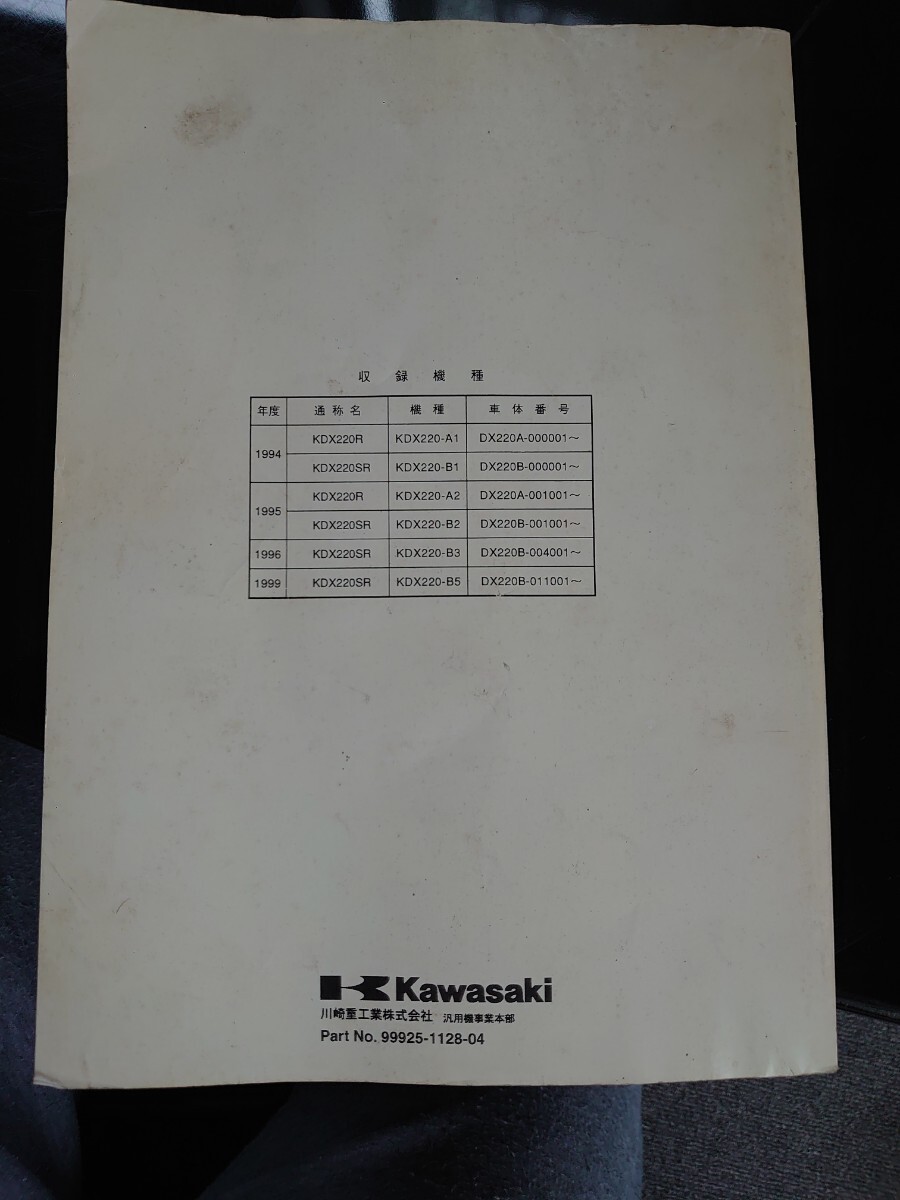 収録機種
年度 通称名 機種 車体番号
1994 KDX220R KDX220-A1 DX220A-000001～
KDX220SR KDX220-B1 DX220B-000001～
1995 KDX220R KDX220-A2 DX220A-001001～
KDX220SR KDX220-B2 DX220B-001001～
1996 KDX220SR KDX220-B3 DX220B-004001～
1999 KDX220SR KDX220-B5 DX220B-011001～
Kawasaki
川崎重工業株式会社 汎用機事業本部
Part No. 99925-1128-04